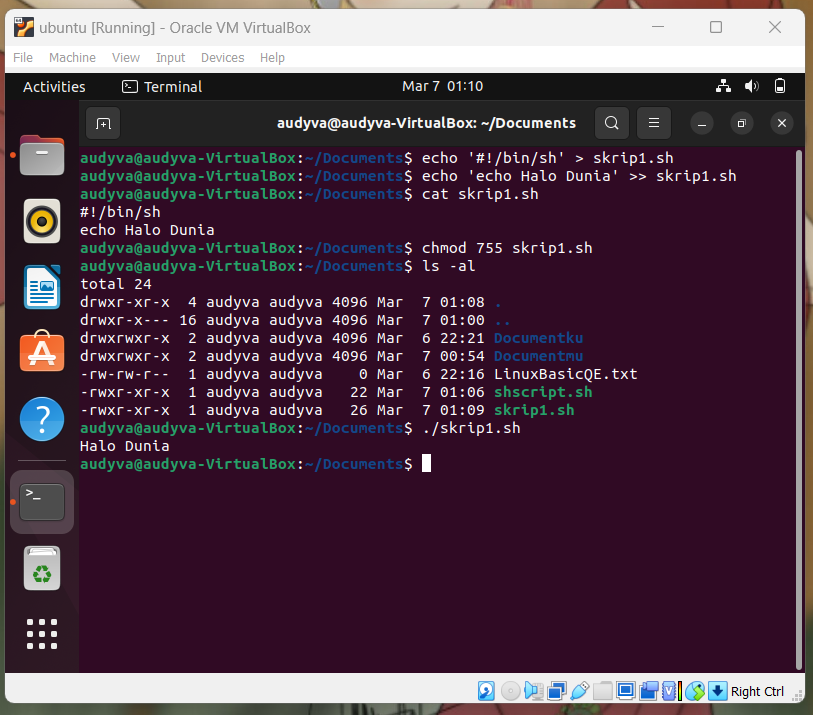 ubuntu [Running] - Oracle VM VirtualBox
File Machine View Input Devices Help
Activities Terminal Mar 7 01:10
audyva@audyva-VirtualBox: ~/Documents
audyva@audyva-VirtualBox:~/Documents$ echo '#!/bin/sh' > skrip1.sh
audyva@audyva-VirtualBox:~/Documents$ echo 'echo Halo Dunia' >> skrip1.sh
audyva@audyva-VirtualBox:~/Documents$ cat skrip1.sh
#!/bin/sh
echo Halo Dunia
audyva@audyva-VirtualBox:~/Documents$ chmod 755 skrip1.sh
audyva@audyva-VirtualBox:~/Documents$ ls -al
total 24
drwxr-xr-x  4 audyva audyva 4096 Mar  7 01:08 .
drwxr-x--- 16 audyva audyva 4096 Mar  7 01:00 ..
drwxrwxr-x  2 audyva audyva 4096 Mar  6 22:21 Documentku
drwxrwxr-x  2 audyva audyva 4096 Mar  7 00:54 Documentmu
-rw-rw-r--  1 audyva audyva    0 Mar  6 22:16 LinuxBasicQE.txt
-rwxr-xr-x  1 audyva audyva   22 Mar  7 01:06 shscript.sh
-rwxr-xr-x  1 audyva audyva   26 Mar  7 01:09 skrip1.sh
audyva@audyva-VirtualBox:~/Documents$ ./skrip1.sh
Halo Dunia
audyva@audyva-VirtualBox:~/Documents$
Right Ctrl